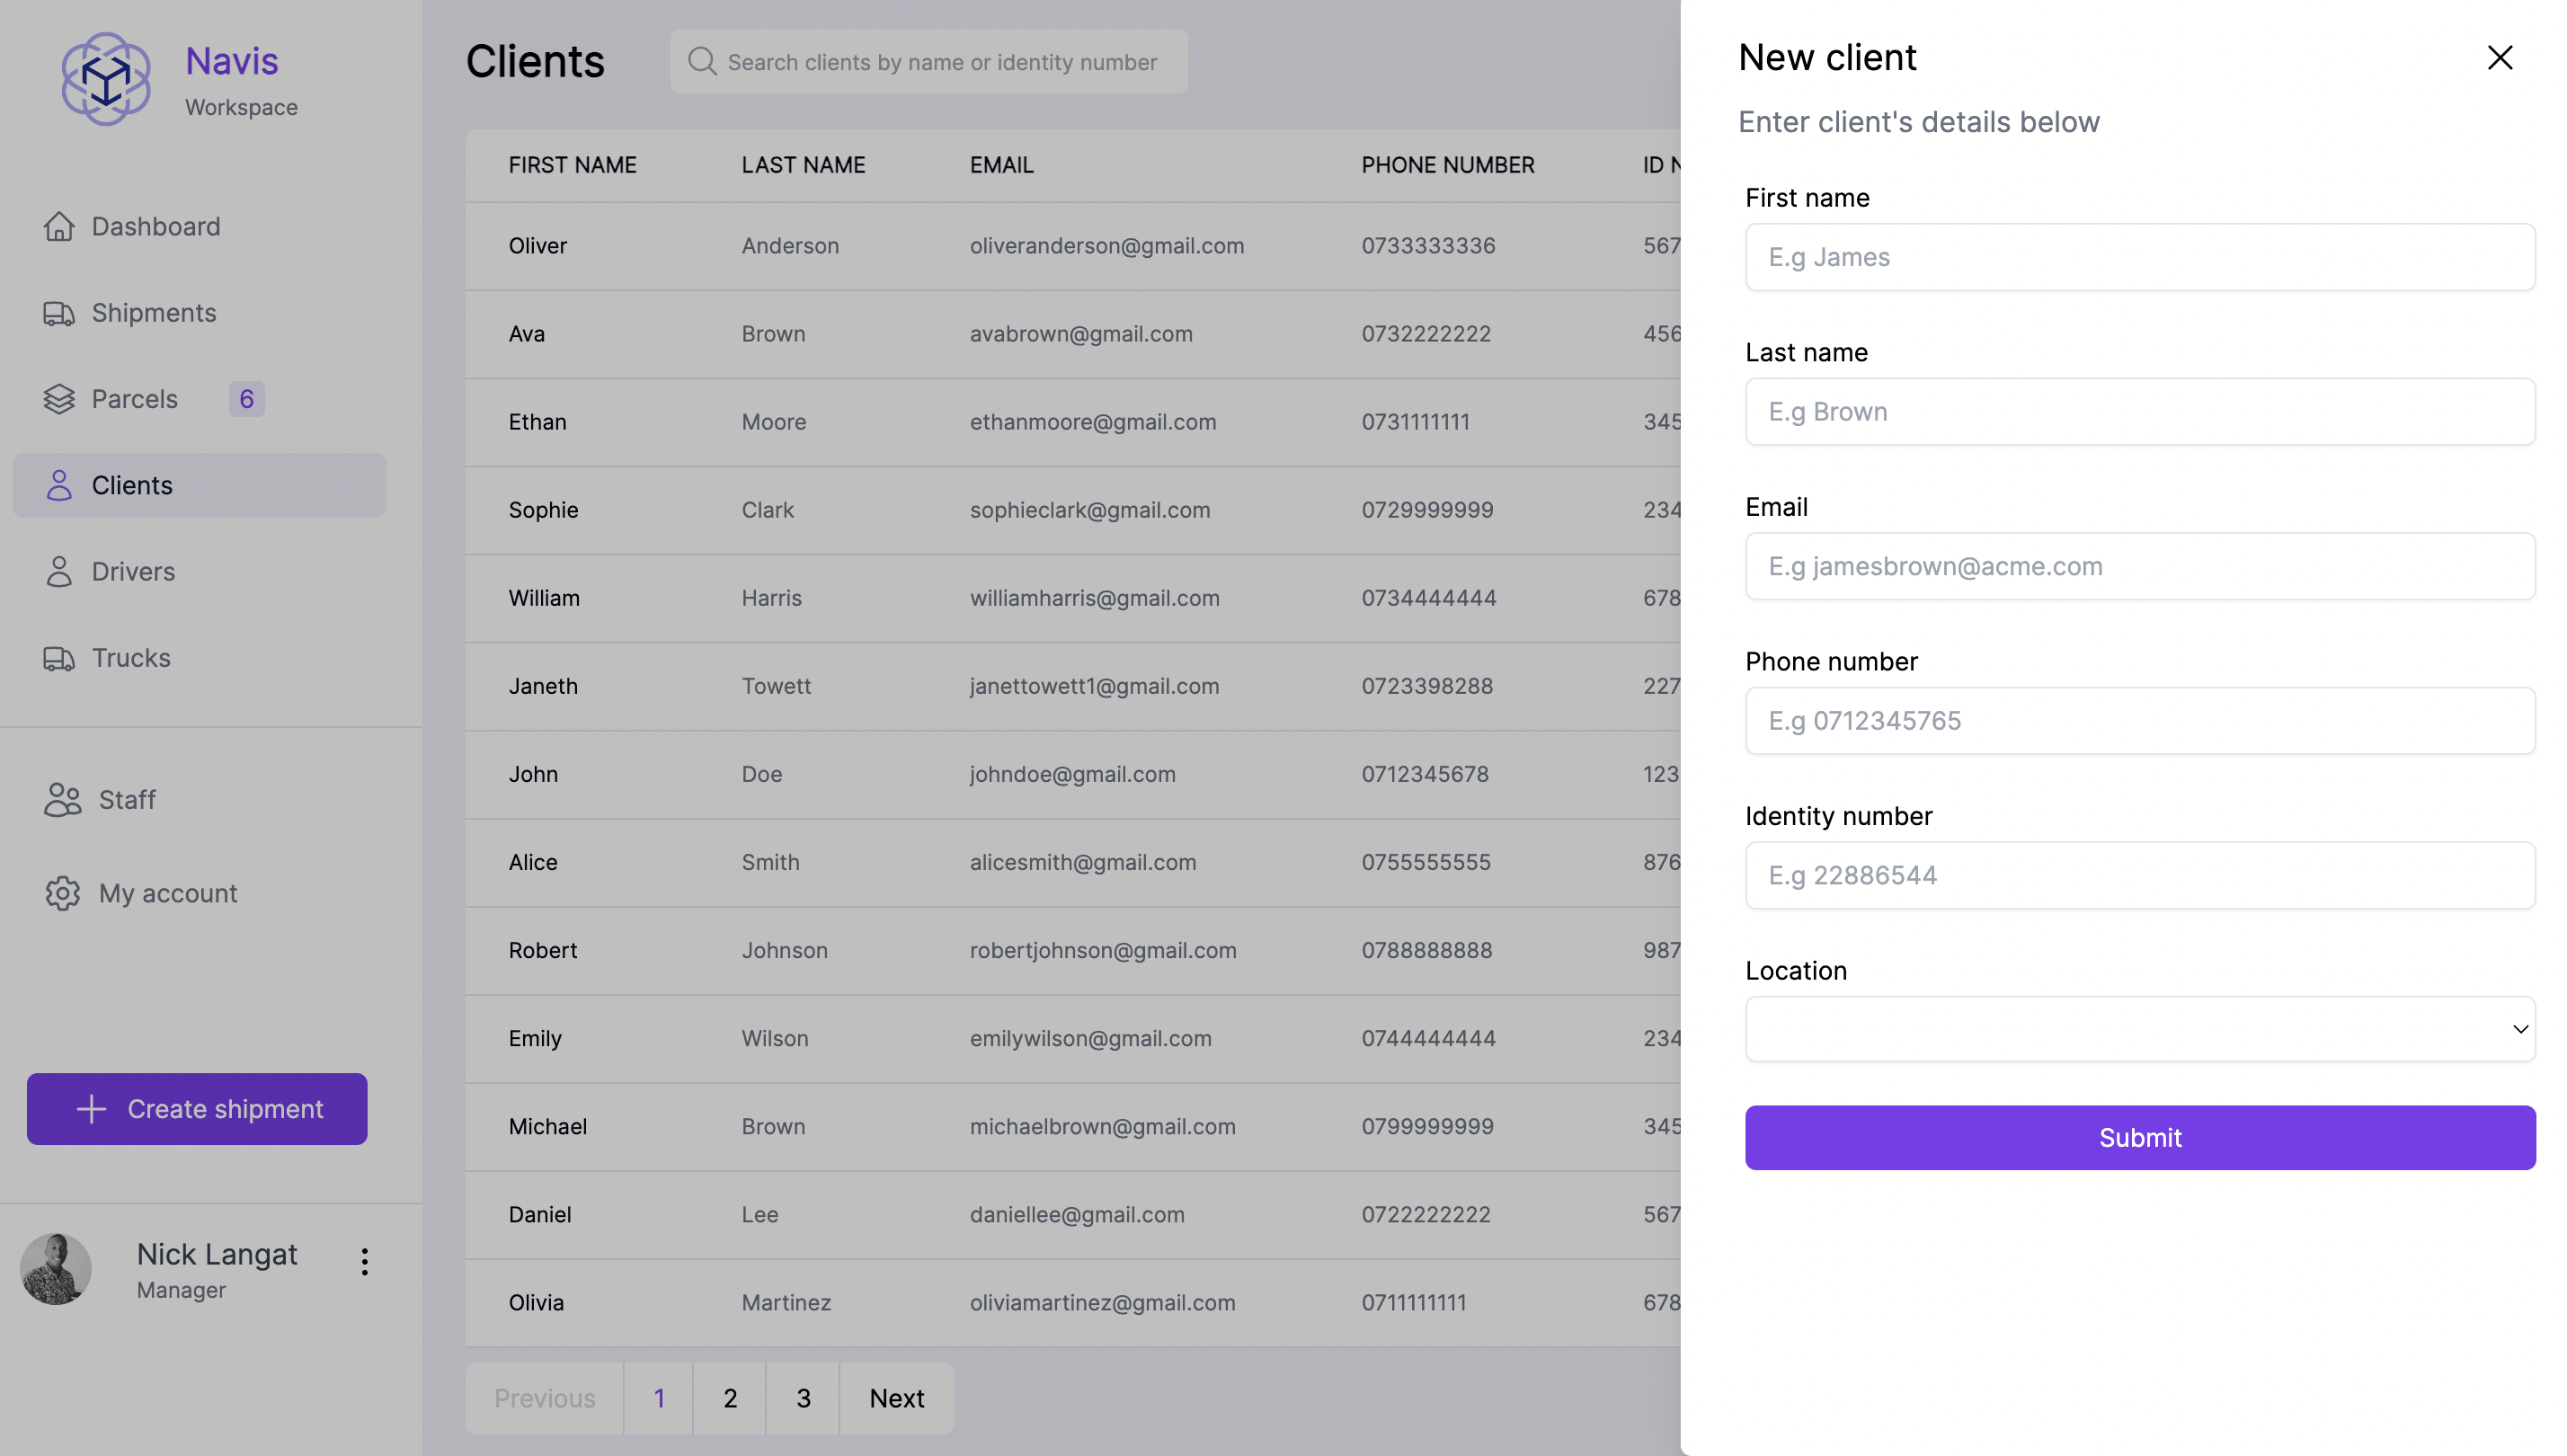 Navis
Workspace
Dashboard
Shipments
Parcels 6
Clients
Drivers
Trucks
Staff
My account
Create shipment
Nick Langat
Manager
Clients
Search clients by name or identity number
FIRST NAME LAST NAME EMAIL PHONE NUMBER ID N
Oliver Anderson oliveranderson@gmail.com 0733333336 567
Ava Brown avabrown@gmail.com 0732222222 456
Ethan Moore ethanmoore@gmail.com 0731111111 345
Sophie Clark sophieclark@gmail.com 0729999999 234
William Harris williamharris@gmail.com 0734444444 678
Janeth Towett janettowett1@gmail.com 0723398288 227
John Doe johndoe@gmail.com 0712345678 123
Alice Smith alicesmith@gmail.com 0755555555 876
Robert Johnson robertjohnson@gmail.com 0788888888 987
Emily Wilson emilywilson@gmail.com 0744444444 234
Michael Brown michaelbrown@gmail.com 0799999999 345
Daniel Lee daniellee@gmail.com 0722222222 567
Olivia Martinez oliviamartinez@gmail.com 0711111111 678
Previous 1 2 3 Next
New client
Enter client's details below
First name
E.g James
Last name
E.g Brown
Email
E.g jamesbrown@acme.com
Phone number
E.g 0712345765
Identity number
E.g 22886544
Location
Submit